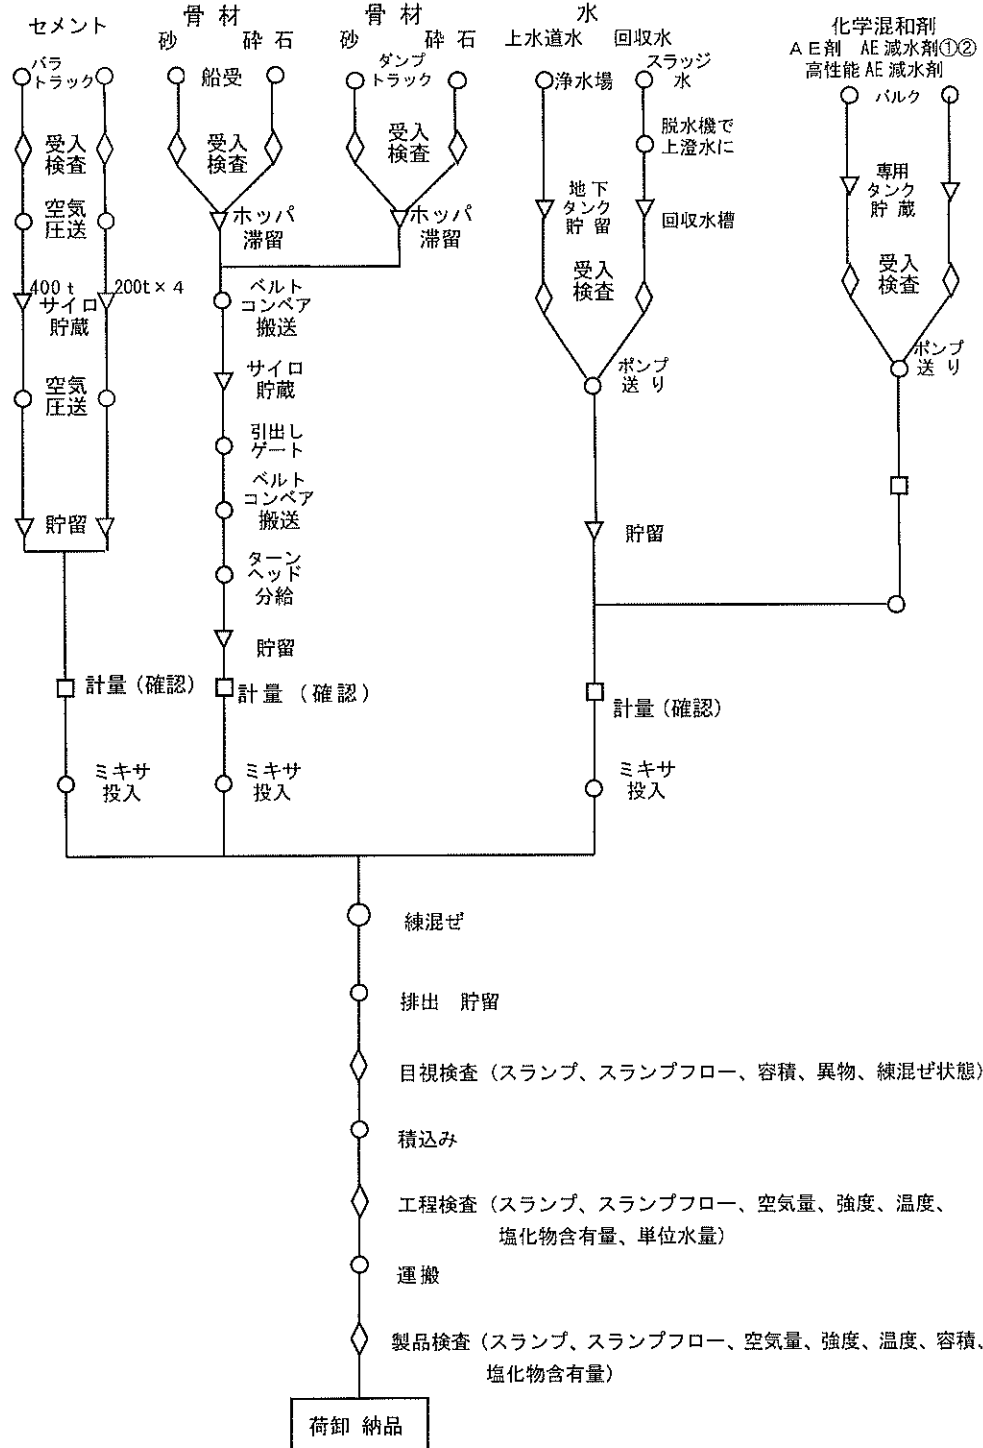 セメント
バラ
トラック
受入
検査
空気
圧送
400t
200t×4
サイロ
貯蔵
空気
圧送
貯留
計量(確認)
ミキサ
投入
骨材
砂 砕石
船受
受入
検査
ホッパ
滞留
骨材
砂 砕石
ダンプ
トラック
受入
検査
ホッパ
滞留
ベルト
コンベア
搬送
サイロ
貯蔵
引出し
ゲート
ベルト
コンベア
搬送
ターン
ヘッド
分給
貯留
計量(確認)
ミキサ
投入
水
上水道水 回収水
浄水場
スラッジ
水
脱水機で
上澄水に
地下
タンク
貯留
回収水槽
受入
検査
ポンプ
送り
貯留
計量(確認)
ミキサ
投入
化学混和剤
AE剤 AE減水剤①②
高性能AE減水剤
バルク
専用
タンク
貯蔵
受入
検査
ポンプ
送り
練混ぜ
排出 貯留
目視検査(スランプ、スランプフロー、容積、異物、練混ぜ状態)
積込み
工程検査(スランプ、スランプフロー、空気量、強度、温度、
塩化物含有量、単位水量)
運搬
製品検査(スランプ、スランプフロー、空気量、強度、温度、容積、
塩化物含有量)
荷卸 納品